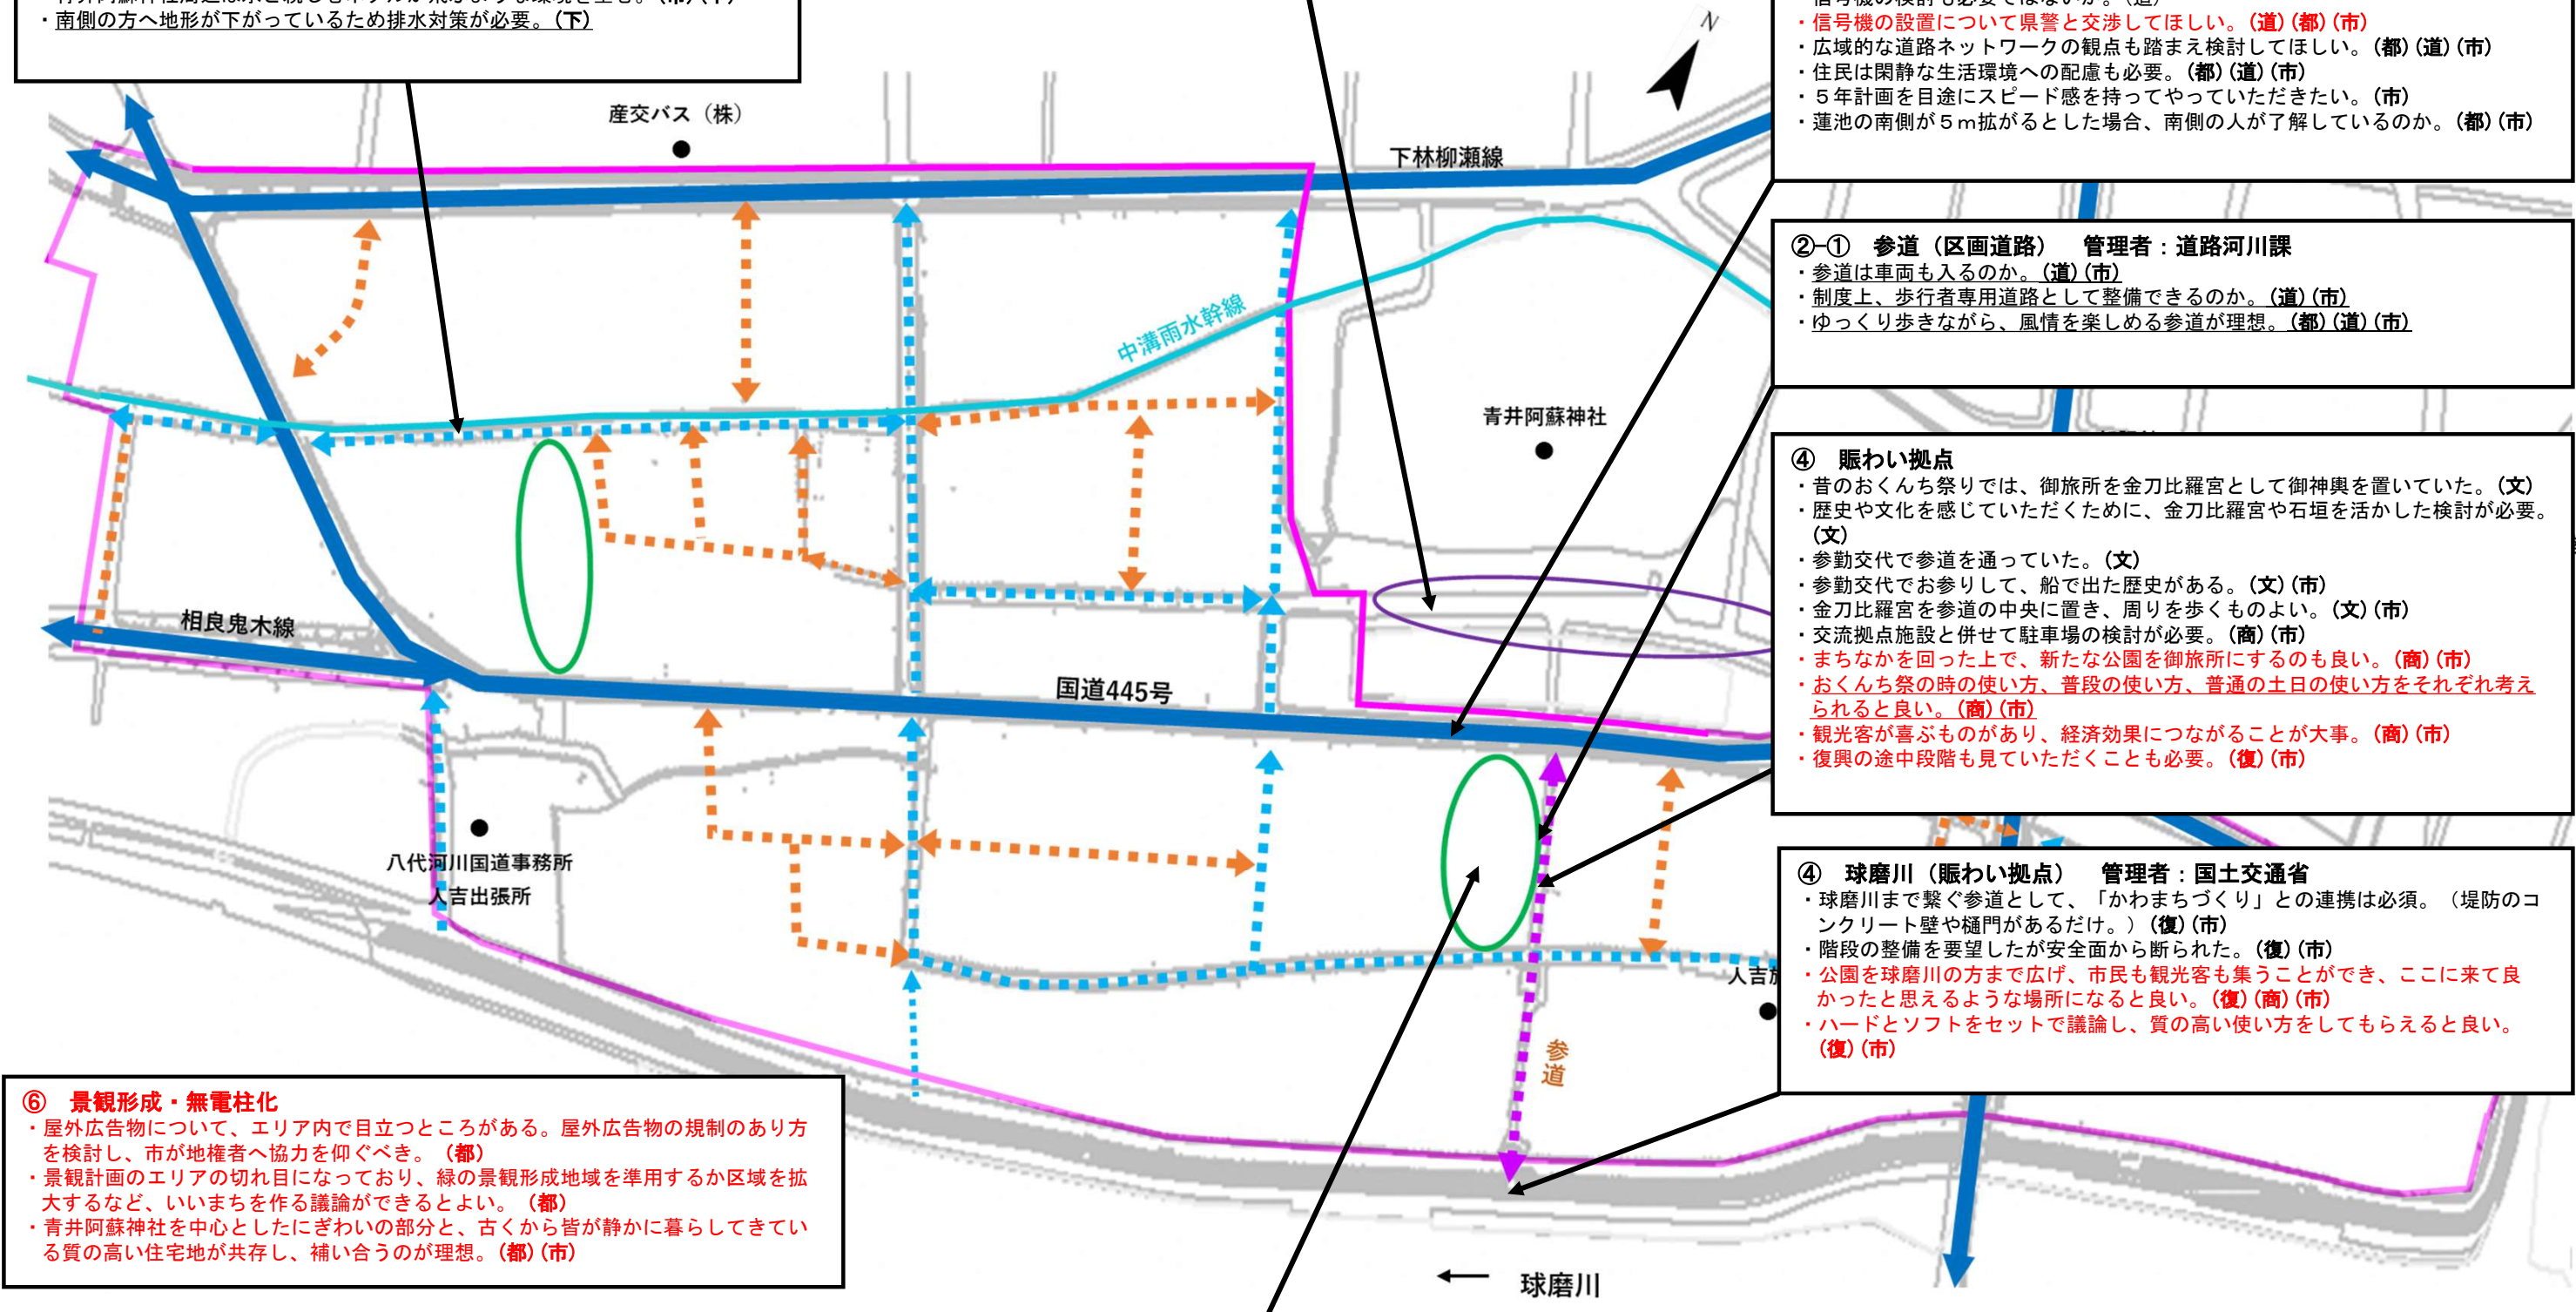 ・南側の方へ地形が下がっているため排水対策が必要。(下)
・信号機の設置について県警と交渉してほしい。(道)(都)(市)
・広域的な道路ネットワークの観点も踏まえ検討してほしい。(都)(道)(市)
・住民は閑静な生活環境への配慮も必要。(都)(道)(市)
・５年計画を目途にスピード感を持ってやっていただきたい。(市)
・蓮池の南側が５ｍ拡がるとした場合、南側の人が了解しているのか。(都)(市)
N
産交バス（株）
下林柳瀬線
②-① 参道（区画道路） 管理者：道路河川課
・参道は車両も入るのか。(道)(市)
・制度上、歩行者専用道路として整備できるのか。(道)(市)
・ゆっくり歩きながら、風情を楽しめる参道が理想。(都)(道)(市)
中溝雨水幹線
青井阿蘇神社
④ 賑わい拠点
・昔のおくんち祭りでは、御旅所を金刀比羅宮として御神輿を置いていた。(文)
・歴史や文化を感じていただくために、金刀比羅宮や石垣を活かした検討が必要。
(文)
・参勤交代で参道を通っていた。(文)
・参勤交代でお参りして、船で出た歴史がある。(文)(市)
・金刀比羅宮を参道の中央に置き、周りを歩くものよい。(文)(市)
・交流拠点施設と併せて駐車場の検討が必要。(商)(市)
・まちなかを回った上で、新たな公園を御旅所にするのも良い。(商)(市)
・おくんち祭の時の使い方、普段の使い方、普通の土日の使い方をそれぞれ考え
られると良い。(商)(市)
・観光客が喜ぶものがあり、経済効果につながることが大事。(商)(市)
・復興の途中段階も見ていただくことも必要。(復)(市)
相良鬼木線
国道445号
八代河川国道事務所
人吉出張所
④ 球磨川（賑わい拠点） 管理者：国土交通省
・球磨川まで繋ぐ参道として、「かわまちづくり」との連携は必須。（堤防のコ
ンクリート壁や樋門があるだけ。）(復)(市)
・階段の整備を要望したが安全面から断られた。(復)(市)
・公園を球磨川の方まで広げ、市民も観光客も集うことができ、ここに来て良
かったと思えるような場所になると良い。(復)(商)(市)
・ハードとソフトをセットで議論し、質の高い使い方をしてもらえると良い。
(復)(市)
人吉
参道
⑥ 景観形成・無電柱化
・屋外広告物について、エリア内で目立つところがある。屋外広告物の規制のあり方
を検討し、市が地権者へ協力を仰ぐべき。(都)
・景観計画のエリアの切れ目になっており、緑の景観形成地域を準用するか区域を拡
大するなど、いいまちを作る議論ができるとよい。(都)
・青井阿蘇神社を中心としたにぎわいの部分と、古くから皆が静かに暮らしてきてい
る質の高い住宅地が共存し、補い合うのが理想。(都)(市)
球磨川